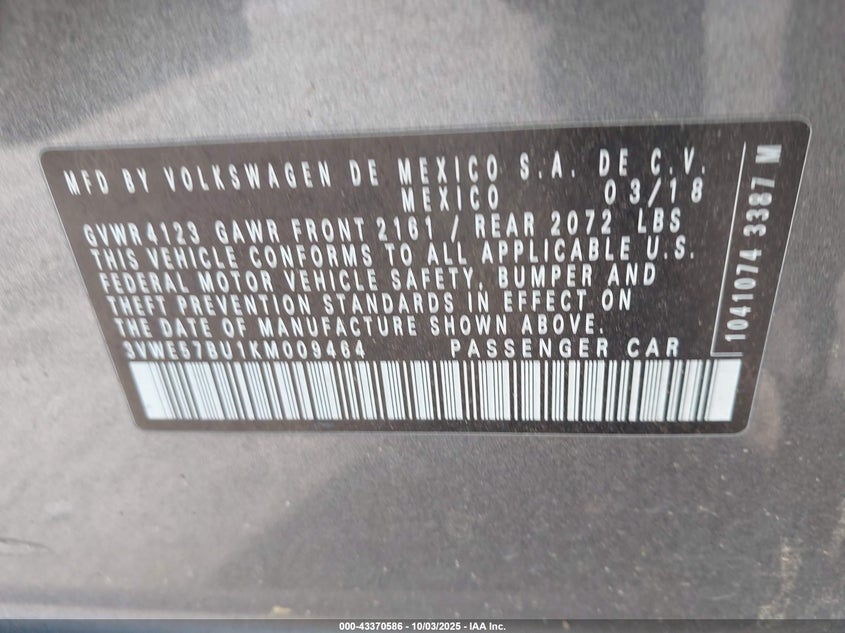 MFD BY VOLKSWAGEN DE MEXICO S.A. DE C.V.
MEXICO 03/18
GVWR4123 GAWR FRONT 2161 / REAR 2072 LBS
THIS VEHICLE CONFORMS TO ALL APPLICABLE U.S.
FEDERAL MOTOR VEHICLE SAFETY, BUMPER AND
THEFT PREVENTION STANDARDS IN EFFECT ON
THE DATE OF MANUFACTURE SHOWN ABOVE.
3VWE57BU1KM009464 PASSENGER CAR
1041074 3387 M
000-43370586 - 10/03/2025 - IAA Inc.